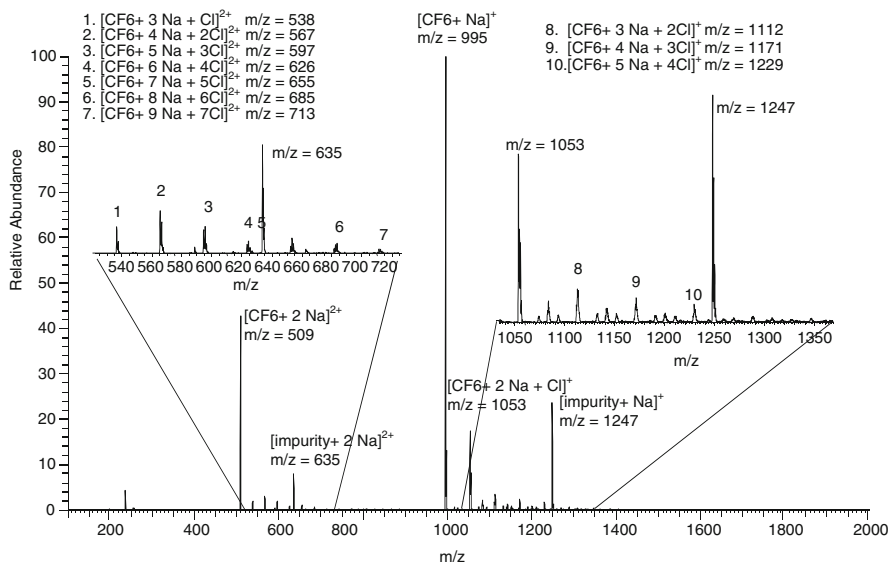 1. [CF6+ 3 Na + Cl]²⁺ m/z = 538
2. [CF6+ 4 Na + 2Cl]²⁺ m/z = 567
3. [CF6+ 5 Na + 3Cl]²⁺ m/z = 597
4. [CF6+ 6 Na + 4Cl]²⁺ m/z = 626
5. [CF6+ 7 Na + 5Cl]²⁺ m/z = 655
6. [CF6+ 8 Na + 6Cl]²⁺ m/z = 685
7. [CF6+ 9 Na + 7Cl]²⁺ m/z = 713
[CF6+ Na]⁺
m/z = 995
8. [CF6+ 3 Na + 2Cl]⁺ m/z = 1112
9. [CF6+ 4 Na + 3Cl]⁺ m/z = 1171
10.[CF6+ 5 Na + 4Cl]⁺ m/z = 1229
Relative Abundance
100
90
80
70
60
50
40
30
20
10
0
m/z = 635
1 2 3 4 5 6 7
540 560 580 600 620 640 660 680 700 720
m/z
m/z = 1053
m/z = 1247
8 9 10
1050 1100 1150 1200 1250 1300 1350
m/z
[CF6+ 2 Na]²⁺
m/z = 509
[impurity+ 2 Na]²⁺
m/z = 635
[CF6+ 2 Na + Cl]⁺
m/z = 1053
[impurity+ Na]⁺
m/z = 1247
200 400 600 800 1000 1200 1400 1600 1800 2000
m/z